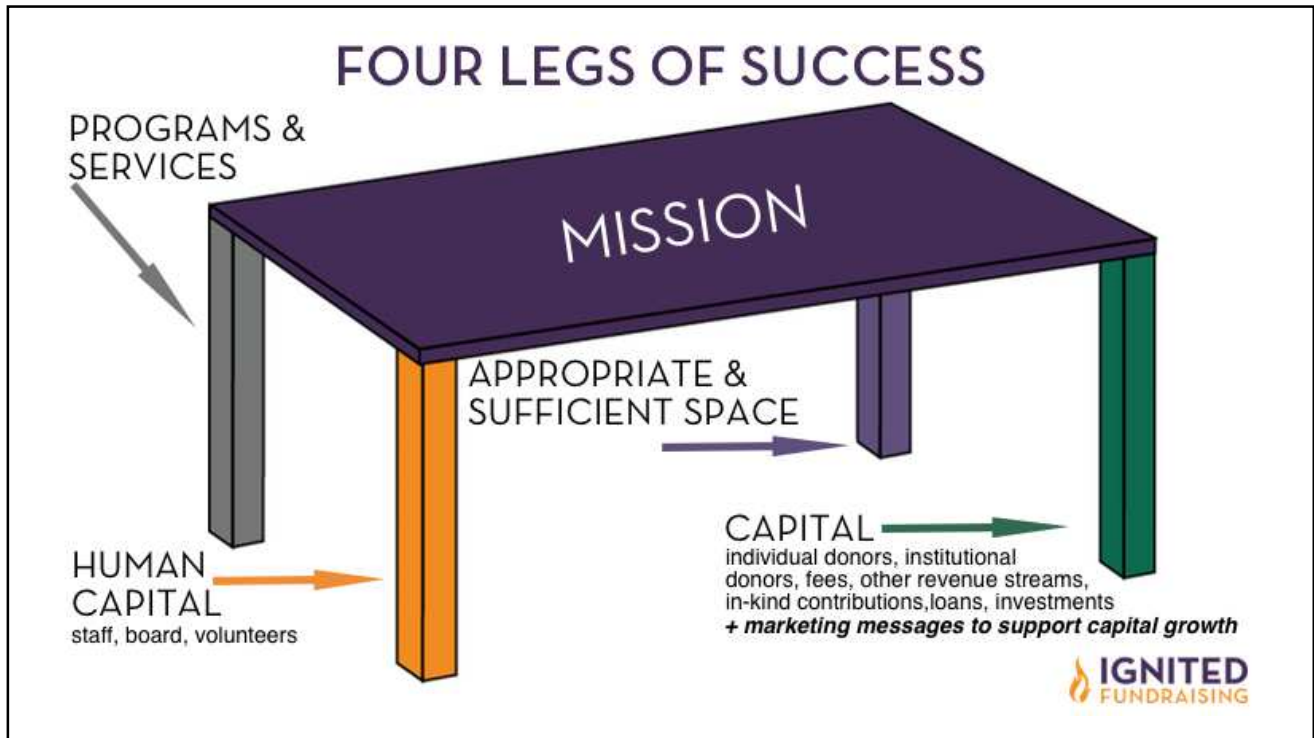 FOUR LEGS OF SUCCESS
PROGRAMS &
SERVICES
MISSION
APPROPRIATE &
SUFFICIENT SPACE
HUMAN
CAPITAL
staff, board, volunteers
CAPITAL
individual donors, institutional
donors, fees, other revenue streams,
in-kind contributions,loans, investments
+ marketing messages to support capital growth
IGNITED
FUNDRAISING